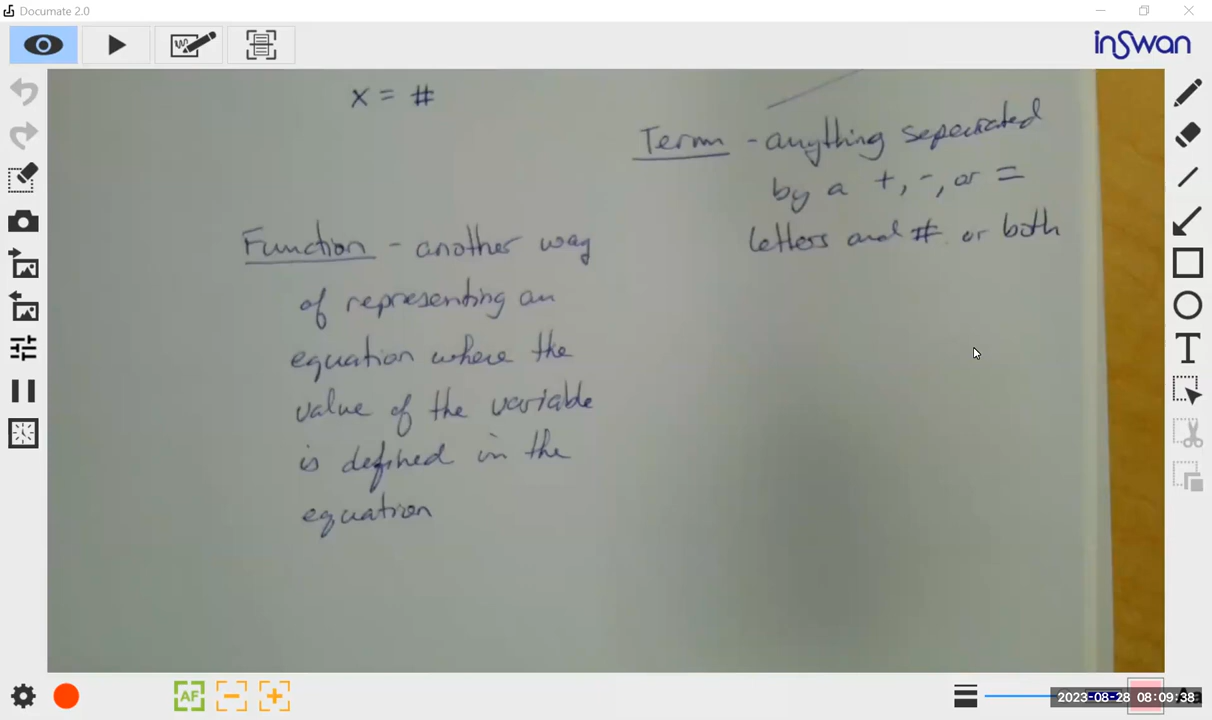 Documate 2.0
inSwan
x = #
Term - anything seperated
by a +, -, or =
letters and # or both
Function - another way
of representing an
equation where the
value of the variable
is defined in the
equation
AF
2023-08-28 08:09:38